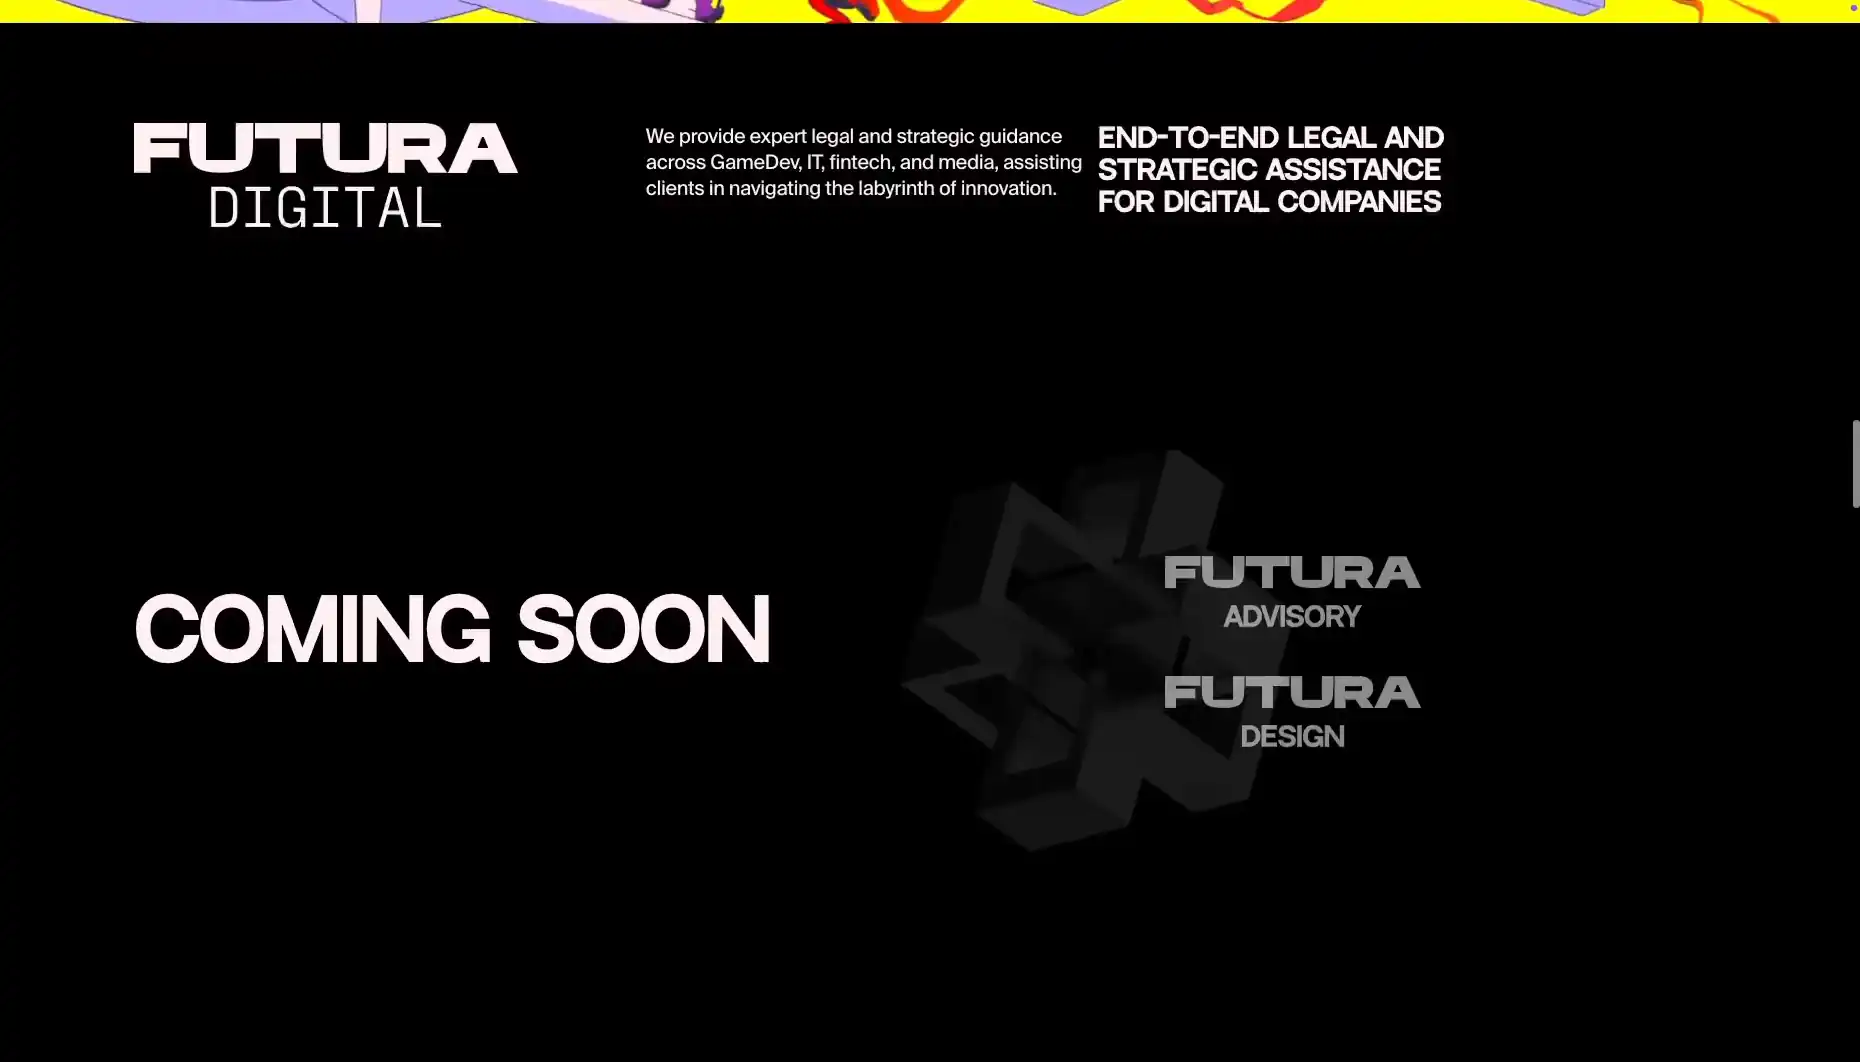 FUTURA
DIGITAL
We provide expert legal and strategic guidance
across GameDev, IT, fintech, and media, assisting
clients in navigating the labyrinth of innovation.
END-TO-END LEGAL AND
STRATEGIC ASSISTANCE
FOR DIGITAL COMPANIES
COMING SOON
FUTURA
ADVISORY
FUTURA
DESIGN